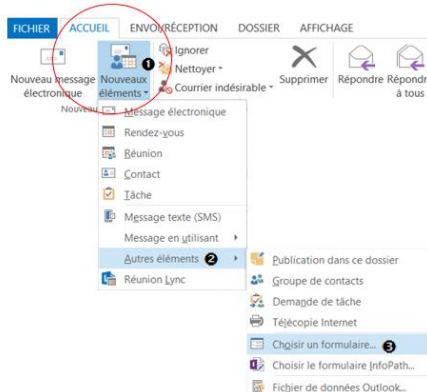 FICHIER ACCUEIL ENVOI/RÉCEPTION DOSSIER AFFICHAGE
Nouveau message électronique
Nouveaux éléments
1
Ignorer
Nettoyer
Courrier indésirable
Supprimer
Répondre
Répondre à tous
Nouveau
Message électronique
Rendez-vous
Réunion
Contact
Tâche
Message texte (SMS)
Message en utilisant
Autres éléments 2
Réunion Lync
Publication dans ce dossier
Groupe de contacts
Demande de tâche
Télécopie Internet
Choisir un formulaire... 3
Choisir le formulaire InfoPath...
Fichier de données Outlook...